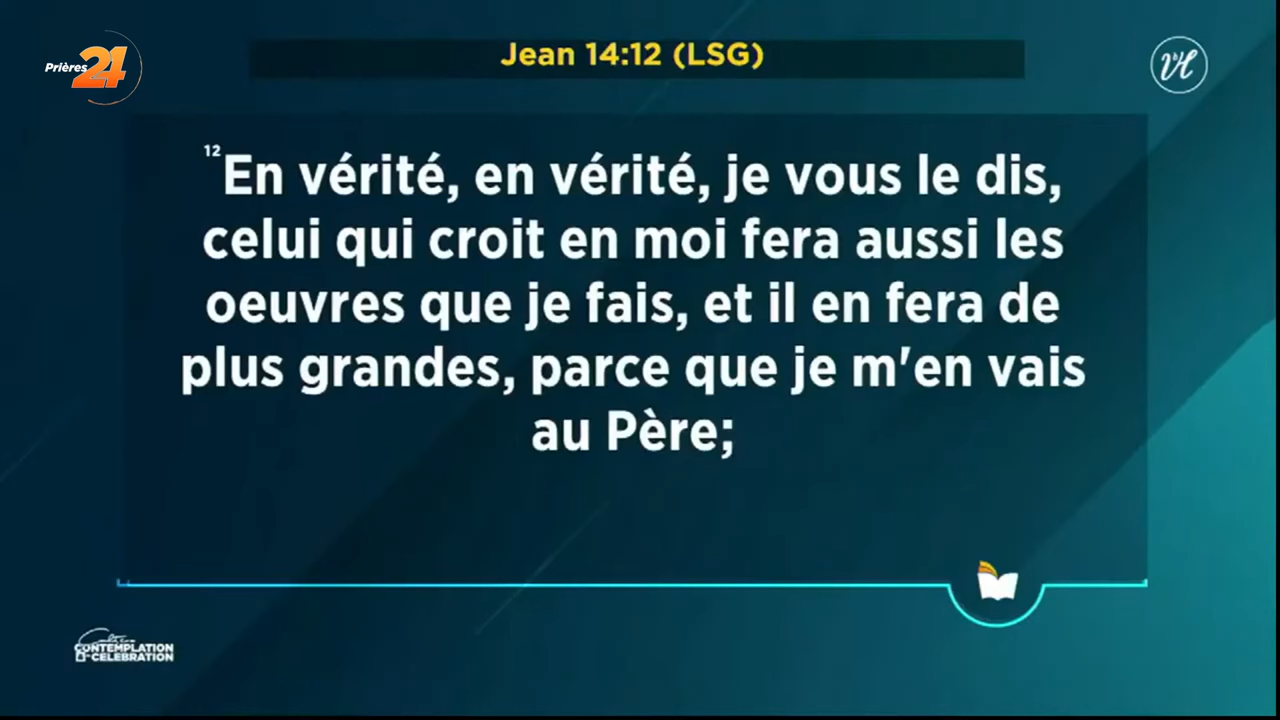 Jean 14:12 (LSG)
Prières 24
VH
12 En vérité, en vérité, je vous le dis,
celui qui croit en moi fera aussi les
oeuvres que je fais, et il en fera de
plus grandes, parce que je m'en vais
au Père;
CONTEMPLATION
CELEBRATION